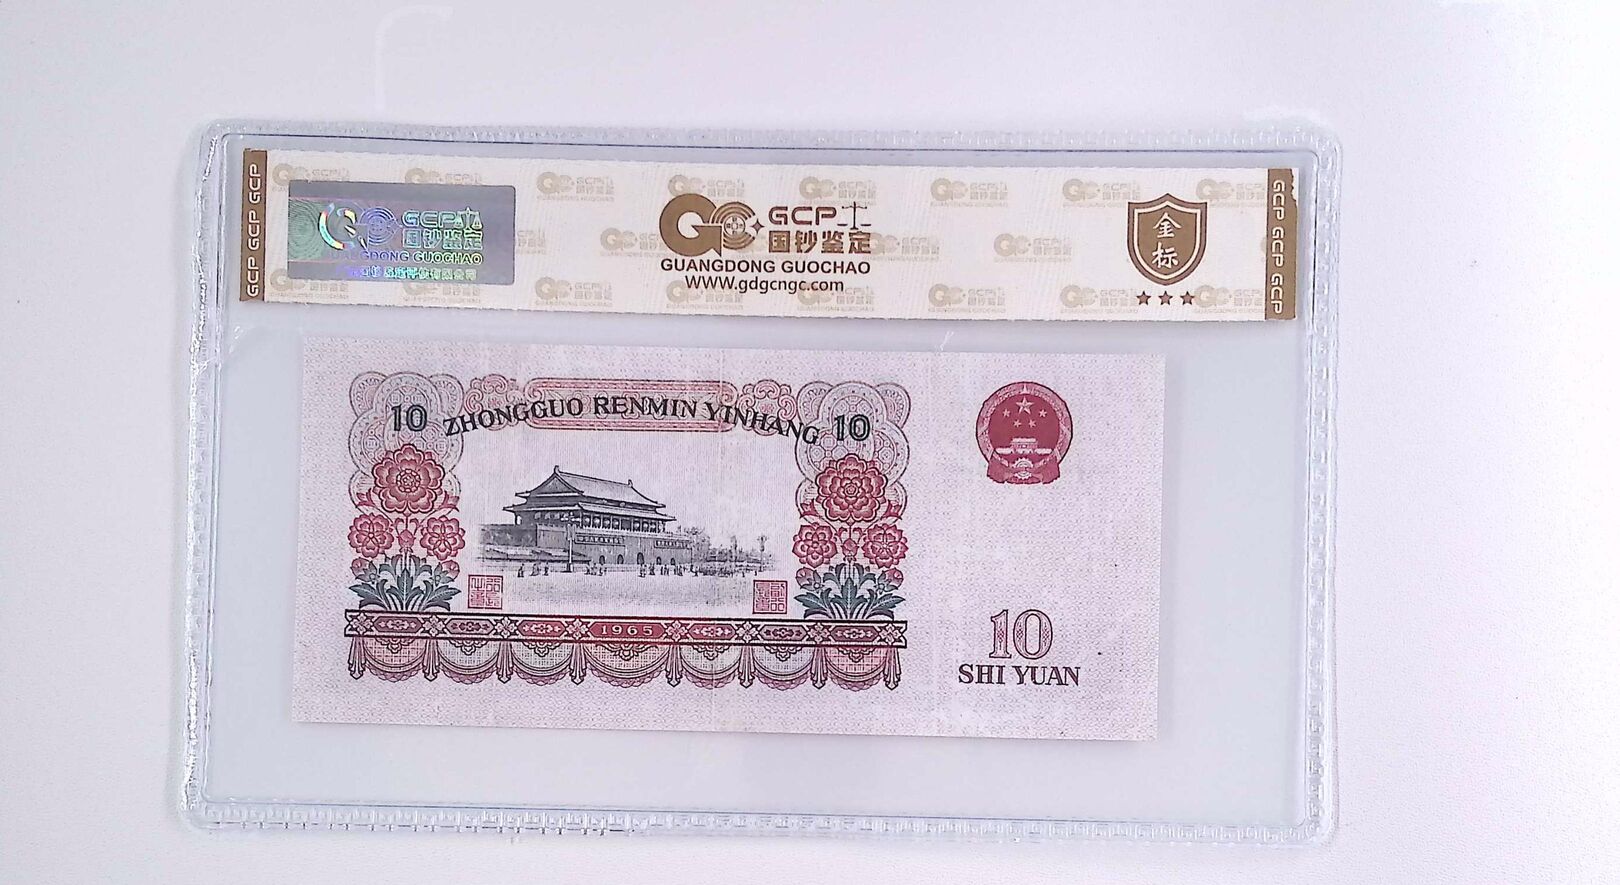 GCP GCP GCP
GCP
国钞鉴定
GUANGDONG GUOCHAO
GCP
国钞鉴定
GUANGDONG GUOCHAO
WWW.gdgcngc.com
金
标
GCP GCP GCP
10 ZHONGGUO RENMIN YINHANG 10
1965
10
SHI YUAN